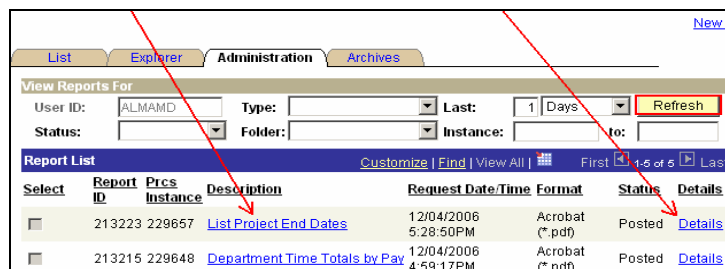 New
List Explorer Administration Archives
View Reports For
User ID: ALMAMD Type: Last: 1 Days Refresh
Status: Folder: Instance: to:
Report List Customize | Find | View All | First 1-5 of 5 Las
Select Report ID Prcs Instance Description Request Date/Time Format Status Details
213223 229657 List Project End Dates 12/04/2006 5:28:50PM Acrobat (*.pdf) Posted Details
213215 229648 Department Time Totals by Pay 12/04/2006 4:59:17PM Acrobat (*.pdf) Posted Details